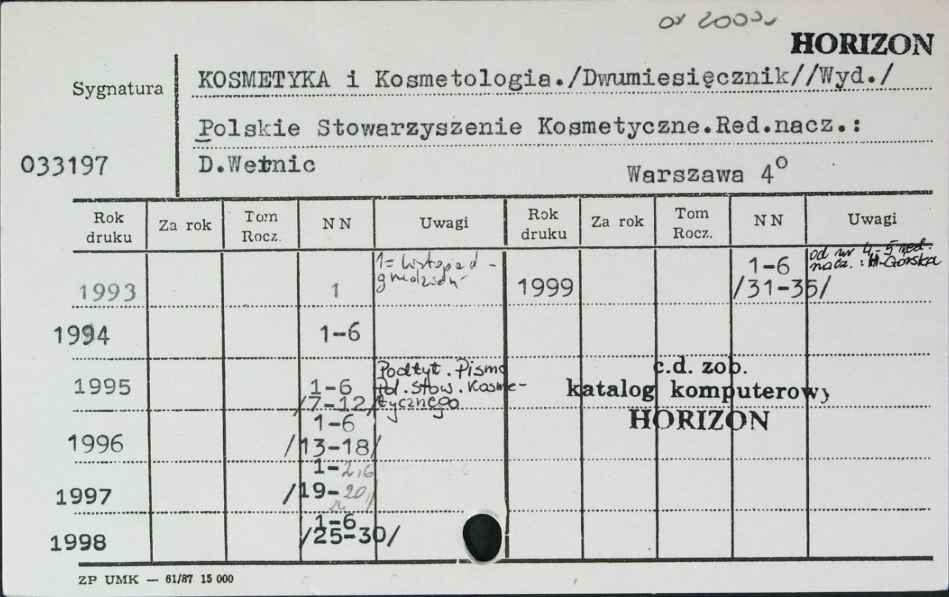 od 2000
HORIZON
Sygnatura
KOSMETYKA i Kosmetologia./Dwumiesięcznik//Wyd./
Polskie Stowarzyszenie Kosmetyczne.Red.nacz.:
033197
D.Wernic
Warszawa 4°
Rok druku Za rok Tom Rocz. NN Uwagi Rok druku Za rok Tom Rocz. NN Uwagi
1993 1 1=listopad-grudzień 1999 1-6 /31-35/ od nr 4-5 red. nacz.: H-Górska
1994 1-6
1995 1-6 /7-12/ Podtyt. Pismo Pol. Stow. Kosmetycznego
c.d. zob.
katalog komputerowy
HORIZON
1996 1-6 /13-18/
1997 1-2,6 /19-20,
1998 1-6 /25-30/
ZP UMK — 61/87 15 000